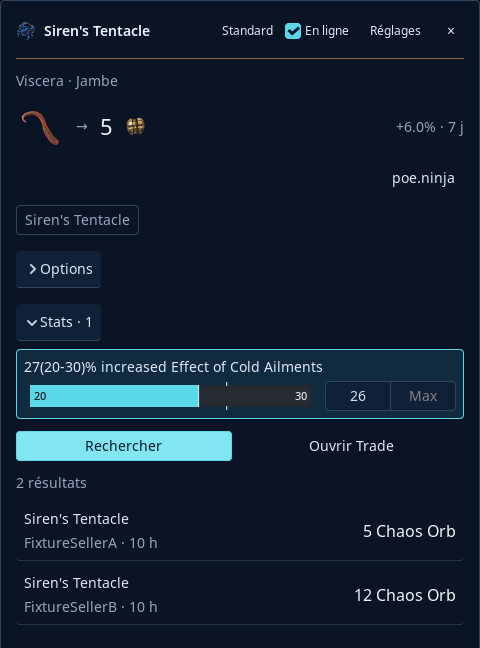 Siren's Tentacle Standard En ligne Réglages ×
Viscera · Jambe
→ 5 +6.0% · 7 j
poe.ninja
Siren's Tentacle
Options
Stats · 1
27(20-30)% increased Effect of Cold Ailments
20 30 26 Max
Rechercher Ouvrir Trade
2 résultats
Siren's Tentacle 5 Chaos Orb
FixtureSellerA · 10 h
Siren's Tentacle 12 Chaos Orb
FixtureSellerB · 10 h